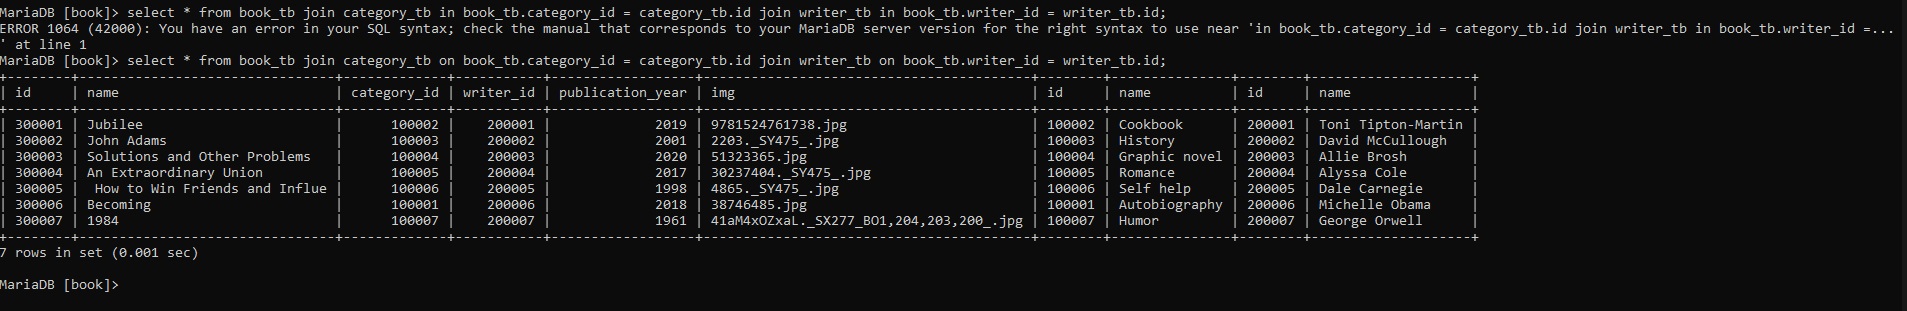 MariaDB [book]> select * from book_tb join category_tb in book_tb.category_id = category_tb.id join writer_tb in book_tb.writer_id = writer_tb.id;
ERROR 1064 (42000): You have an error in your SQL syntax; check the manual that corresponds to your MariaDB server version for the right syntax to use near 'in book_tb.category_id = category_tb.id join writer_tb in book_tb.writer_id =...
' at line 1
MariaDB [book]> select * from book_tb join category_tb on book_tb.category_id = category_tb.id join writer_tb on book_tb.writer_id = writer_tb.id;
+--------+--------------------------------+-------------+-----------+------------------+-----------------------------------------+--------+---------------+--------+--------------------+
| id     | name                           | category_id | writer_id | publication_year | img                                     | id     | name          | id     | name               |
+--------+--------------------------------+-------------+-----------+------------------+-----------------------------------------+--------+---------------+--------+--------------------+
| 300001 | Jubilee                        |      100002 |    200001 |             2019 | 9781524761738.jpg                       | 100002 | Cookbook      | 200001 | Toni Tipton-Martin |
| 300002 | John Adams                     |      100003 |    200002 |             2001 | 2203._SY475_.jpg                        | 100003 | History       | 200002 | David McCullough   |
| 300003 | Solutions and Other Problems   |      100004 |    200003 |             2020 | 51323365.jpg                            | 100004 | Graphic novel | 200003 | Allie Brosh        |
| 300004 | An Extraordinary Union         |      100005 |    200004 |             2017 | 30237404._SY475_.jpg                    | 100005 | Romance       | 200004 | Alyssa Cole        |
| 300005 |  How to Win Friends and Influe |      100006 |    200005 |             1998 | 4865._SY475_.jpg                        | 100006 | Self help     | 200005 | Dale Carnegie      |
| 300006 | Becoming                       |      100001 |    200006 |             2018 | 38746485.jpg                            | 100001 | Autobiography | 200006 | Michelle Obama     |
| 300007 | 1984                           |      100007 |    200007 |             1961 | 41aM4xOZxaL._SX277_BO1,204,203,200_.jpg | 100007 | Humor         | 200007 | George Orwell      |
+--------+--------------------------------+-------------+-----------+------------------+-----------------------------------------+--------+---------------+--------+--------------------+
7 rows in set (0.001 sec)
MariaDB [book]>